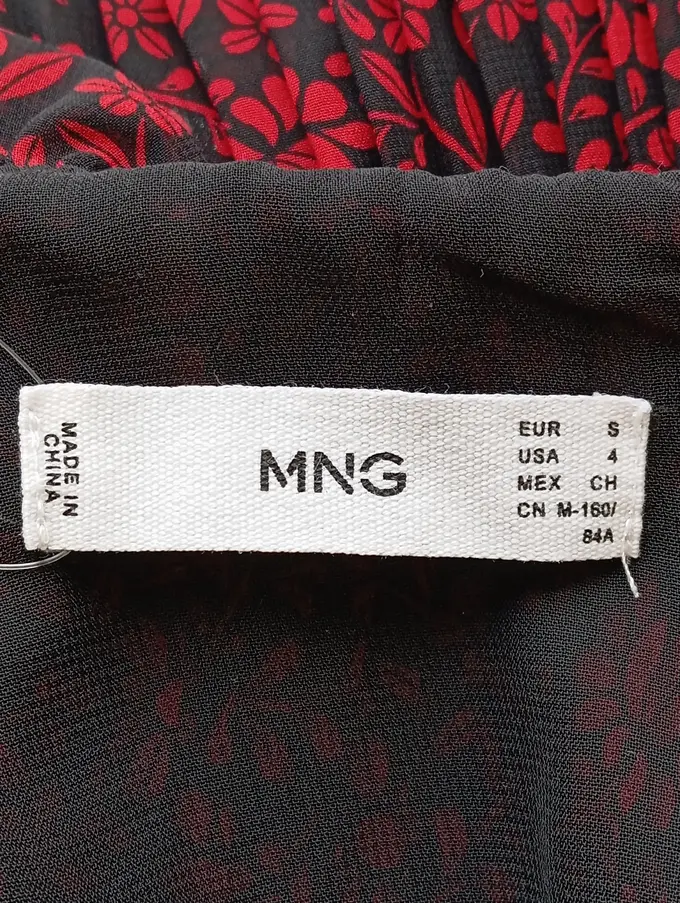 MADE IN
CHINA
MNG
EUR S
USA 4
MEX CH
CN M-160/
84A